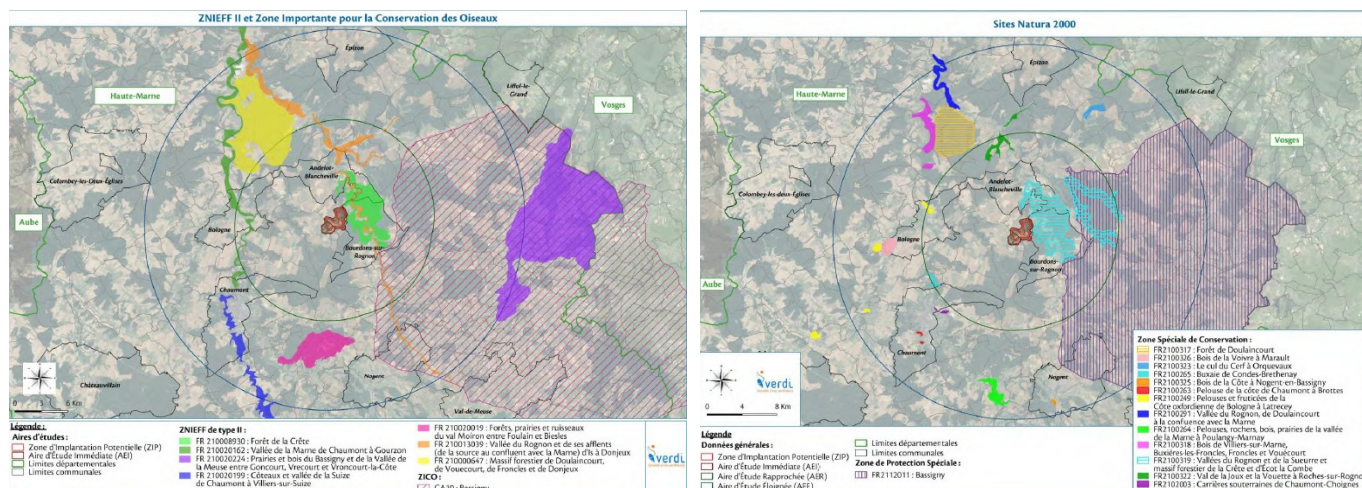 ZNIEFF II et Zone Importante pour la Conservation des Oiseaux
Épizon
Liffol-le-Grand
Haute-Marne
Vosges
Colombey-les-Deux-Églises
Andelot-Blancheville
Aube
Bologne
Bourdons-sur-Rognon
Chaumont
Nogent
Châteauvillain
Val-de-Meuse
0 3 6 Km
verdi
Légende :
Aires d'études :
Zone d'Implantation Potentielle (ZIP)
Aire d'Étude Immédiate (AEI)
Limites départementales
Limites communales
ZNIEFF de type II :
FR 210008930 : Forêt de la Crête
FR 210020162 : Vallée de la Marne de Chaumont à Gourzon
FR 210020224 : Prairies et bois du Bassigny et de la Vallée de
la Meuse entre Goncourt, Vrecourt et Vroncourt-la-Côte
FR 210020199 : Côteaux et vallée de la Suize
de Chaumont à Villiers-sur-Suize
FR 210020019 : Forêts, prairies et ruisseaux
du val Moiron entre Foulain et Biesles
FR 210013039 : Vallée du Rognon et de ses afflents
(de la source au confluent avec la Marne) d'Is à Donjeux
FR 210000647 : Massif forestier de Doulaincourt,
de Vouecourt, de Froncles et de Donjeux
ZICO :
CA10 : Bassigny
Sites Natura 2000
Épizon
Liffol-le-Grand
Haute-Marne
Vosges
Colombey-les-Deux-Églises
Andelot-Blancheville
Bologne
Bourdons-sur-Rognon
Aube
Chaumont
Nogent
verdi
Zone Spéciale de Conservation :
FR2100317 : Forêt de Doulaincourt
FR2100326 : Bois de la Voivre à Marault
FR2100323 : Le cul du Cerf à Orquevaux
FR2100265 : Buxaie de Condes-Brethenay
FR2100325 : Bois de la Côte à Nogent-en-Bassigny
FR2100263 : Pelouse de la côte de Chaumont à Brottes
FR2100249 : Pelouses et fruticées de la
Côte oxfordienne de Bologne à Latrecey
FR2100291 : Vallée du Rognon, de Doulaincourt
à la confluence avec la Marne
FR2100264 : Pelouses, rochers, bois, prairies de la vallée
de la Marne à Poulangy-Marnay
FR2100318 : Bois de Villiers-sur-Marne,
Buxières-les-Froncles, Froncles et Vouécourt
FR2100319 : Vallées du Rognon et de la Sueurre et
massif forestier de la Crête et d'Écot la Combe
FR2100322 : Val de la Joux et la Vouette à Roches-sur-Rognon
FR2102003 : Carrières souterraines de Chaumont-Choignes
Légende
Données générales :
Zone d'Implantation Potentielle (ZIP)
Aire d'Étude Immédiate (AEI)
Aire d'Étude Rapprochée (AER)
Aire d'Étude Éloignée (AEE)
Limites départementales
Limites communales
Zone de Protection Spéciale :
FR2112011 : Bassigny